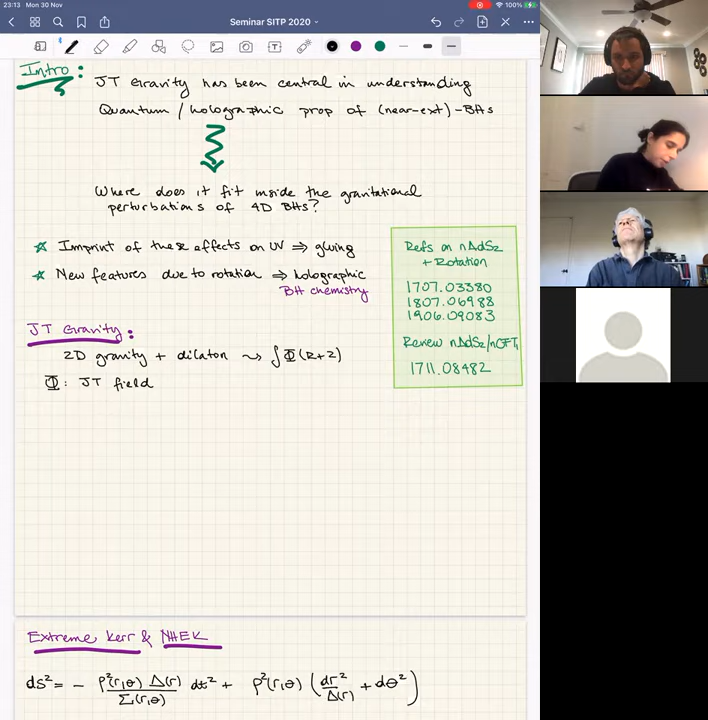 23:13 Mon 30 Nov
100%
Seminar SITP 2020
Intro:
JT Gravity has been central in understanding
Quantum / holographic prop of (near-ext)-BHs
Where does it fit inside the gravitational
perturbations of 4D BHs?
☆ Imprint of these effects on UV ⇒ gluing
☆ New features due to rotation ⇒ holographic
BH chemistry
Refs on nAdS2
+ Rotation
1707.03380
1807.06988
1906.09083
Review nAdS2/nCFT1
1711.08482
JT Gravity:
2D gravity + dilaton ⤳ ∫Φ(R+2)
Φ: JT field
Extreme Kerr & NHEK
ds² = - ρ²(r,θ) Δ(r) / Σ(r,θ) dt² + ρ²(r,θ) (dr²/Δ(r) + dθ²)